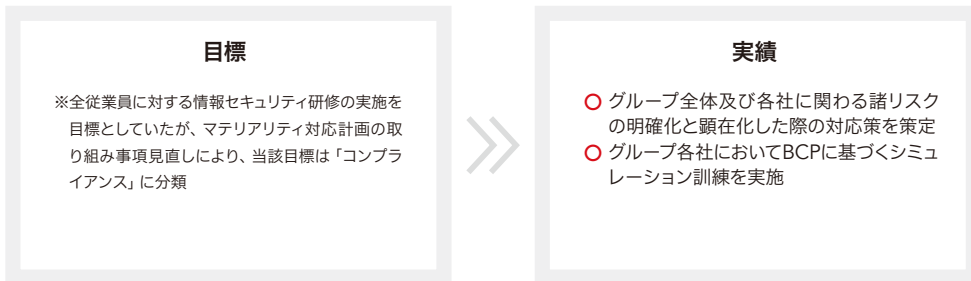 目標
※全従業員に対する情報セキュリティ研修の実施を
目標としていたが、マテリアリティ対応計画の取
り組み事項見直しにより、当該目標は「コンプラ
イアンス」に分類
実績
○ グループ全体及び各社に関わる諸リスク
の明確化と顕在化した際の対応策を策定
○ グループ各社においてBCPに基づくシミュ
レーション訓練を実施